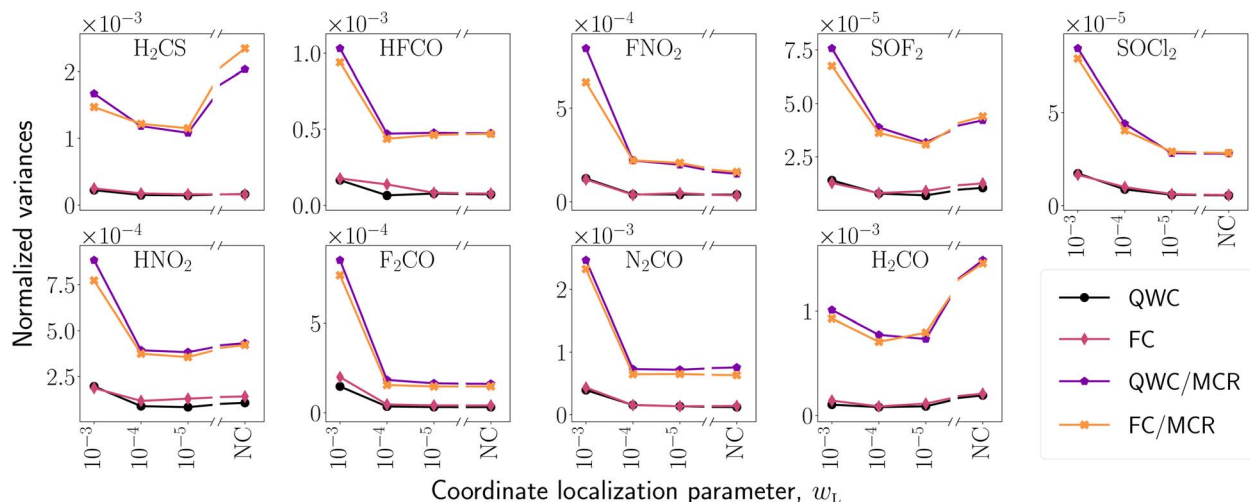 ×10⁻³ ×10⁻³ ×10⁻⁴ ×10⁻⁵ ×10⁻⁵
H₂CS HFCO FNO₂ SOF₂ SOCl₂
2
1
0
1.0
0.5
0.0
5
0
7.5
5.0
2.5
5
0
10⁻³ 10⁻⁴ 10⁻⁵ NC
Normalized variances
×10⁻⁴ ×10⁻⁴ ×10⁻³ ×10⁻³
HNO₂ F₂CO N₂CO H₂CO
7.5
5.0
2.5
5
0
2
1
0
1
0
10⁻³ 10⁻⁴ 10⁻⁵ NC
10⁻³ 10⁻⁴ 10⁻⁵ NC
10⁻³ 10⁻⁴ 10⁻⁵ NC
10⁻³ 10⁻⁴ 10⁻⁵ NC
QWC
FC
QWC/MCR
FC/MCR
Coordinate localization parameter, w_L